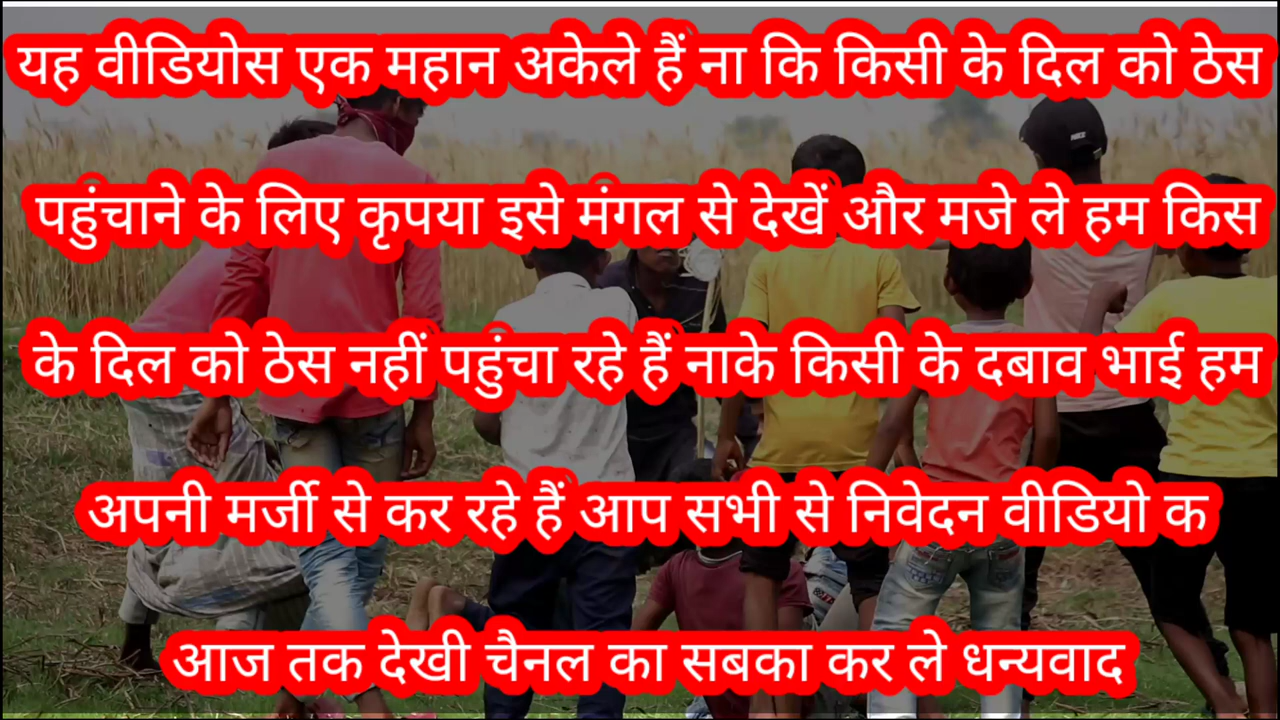 यह वीडियोस एक महान अकेले हैं ना कि किसी के दिल को ठेस
पहुंचाने के लिए कृपया इसे मंगल से देखें और मजे ले हम किस
के दिल को ठेस नहीं पहुंचा रहे हैं नाके किसी के दबाव भाई हम
अपनी मर्जी से कर रहे हैं आप सभी से निवेदन वीडियो क
आज तक देखी चैनल का सबका कर ले धन्यवाद